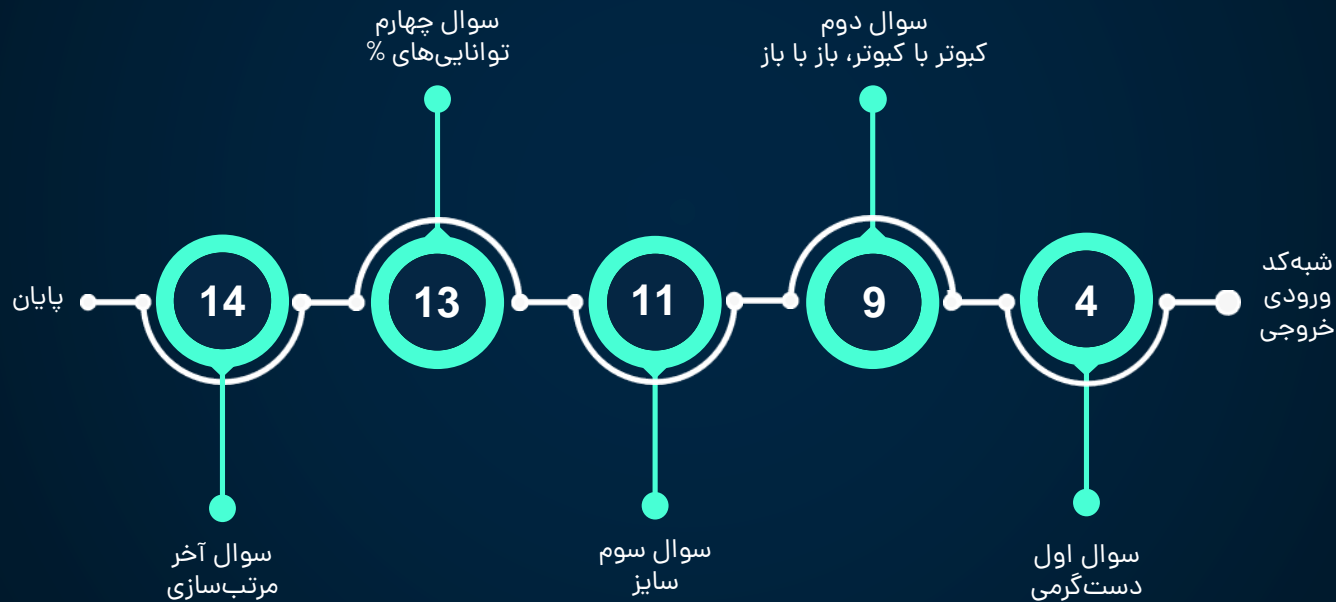 شبه‌کد
ورودی
خروجی
4
سوال اول
دست‌گرمی
سوال دوم
کبوتر با کبوتر، باز با باز
9
11
سوال سوم
سایز
سوال چهارم
توانایی‌های %
13
14
سوال آخر
مرتب‌سازی
پایان